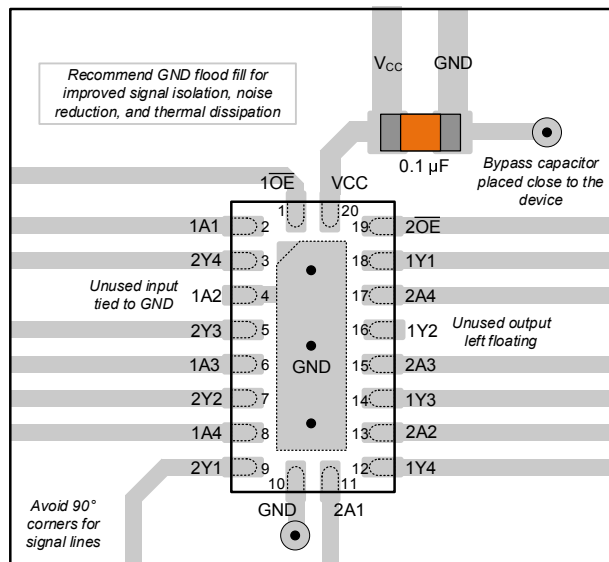 Recommend GND flood fill for
improved signal isolation, noise
reduction, and thermal dissipation
V_CC GND
0.1 µF
Bypass capacitor
placed close to the
device
1O̅E̅ VCC
1 20
1A1 2 19 2O̅E̅
2Y4 3 18 1Y1
Unused input
tied to GND
1A2 4 17 2A4
2Y3 5 16 1Y2
Unused output
left floating
GND
1A3 6 15 2A3
2Y2 7 14 1Y3
1A4 8 13 2A2
2Y1 9 12 1Y4
10 11
GND 2A1
Avoid 90°
corners for
signal lines